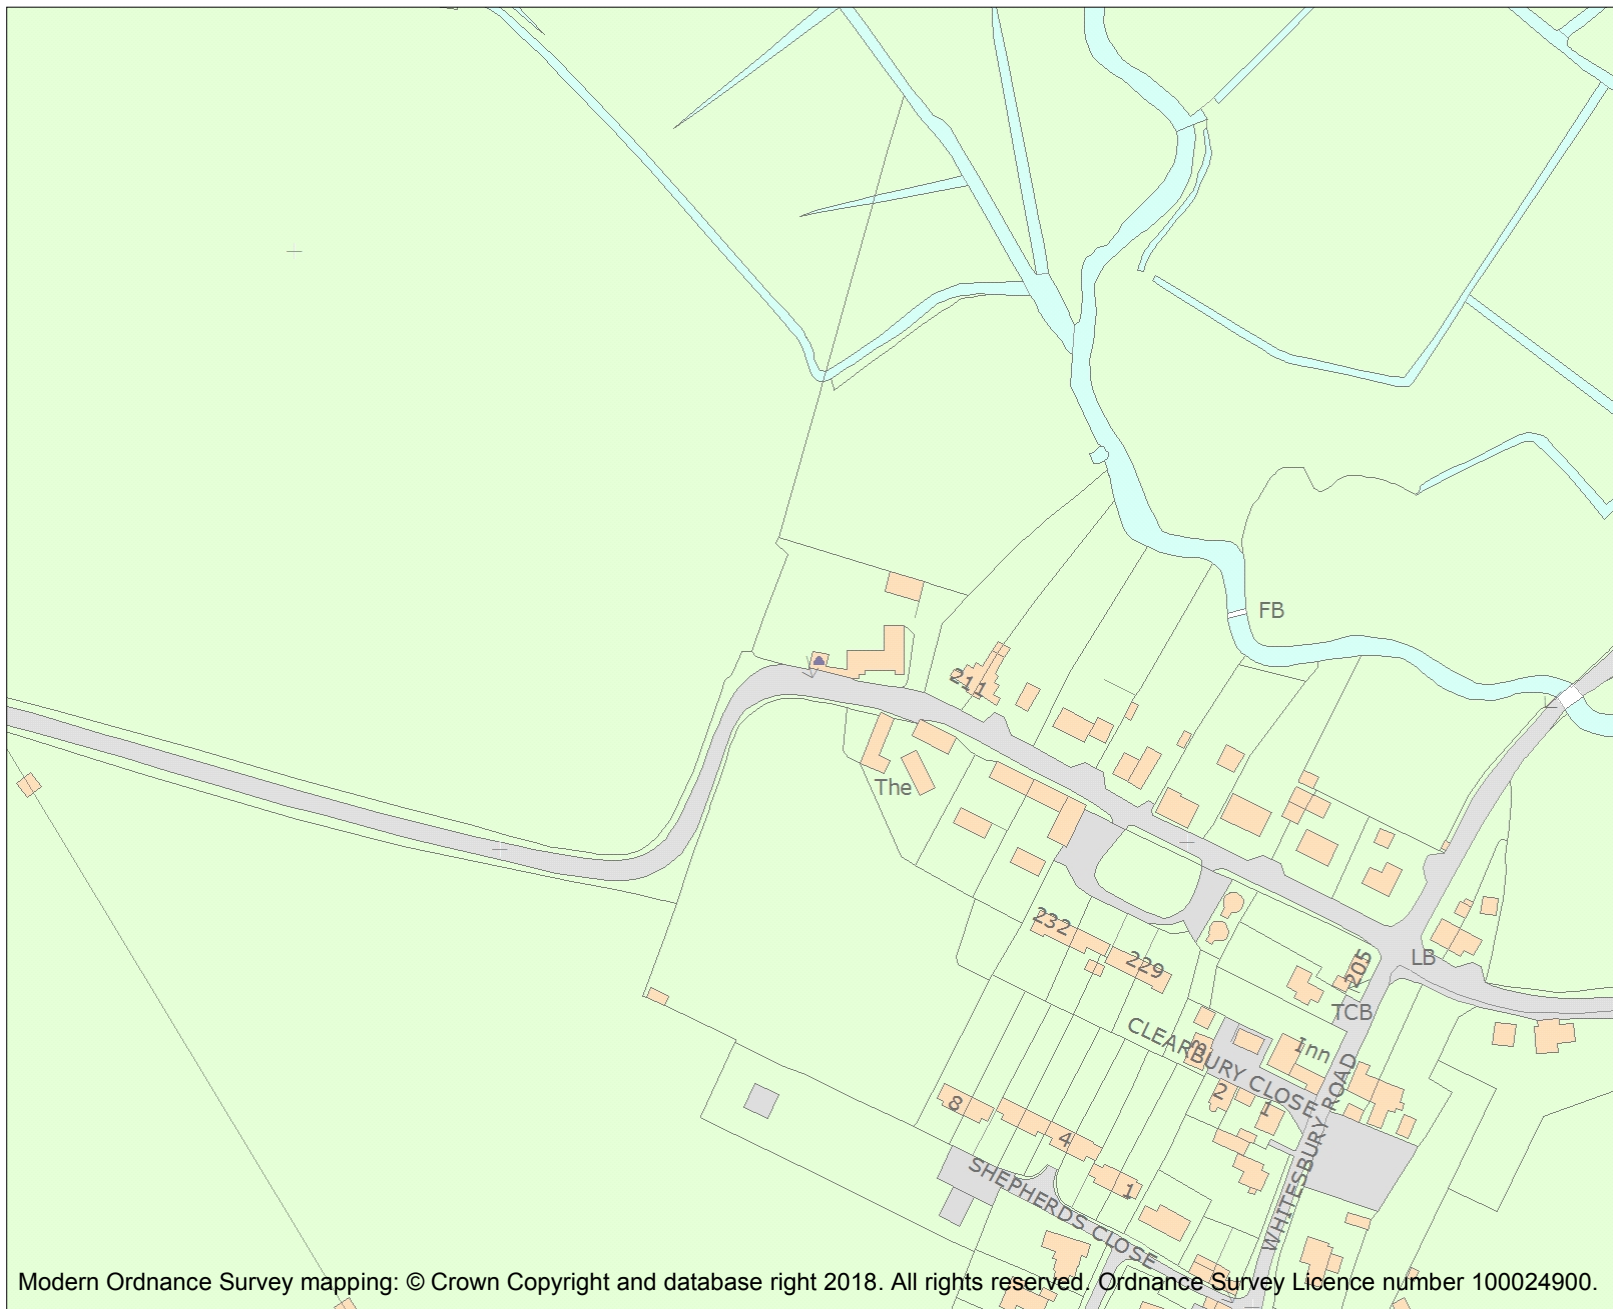 FB
211
The
232
229
205
LB
TCB
CLEARBURY CLOSE
3
Inn
2
1
WHITESBURY ROAD
8
4
1
SHEPHERDS CLOSE
Modern Ordnance Survey mapping: © Crown Copyright and database right 2018. All rights reserved. Ordnance Survey Licence number 100024900.